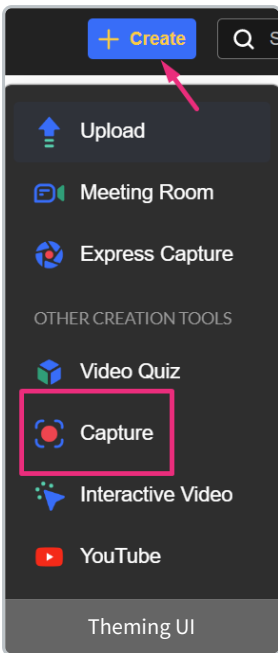 + Create
S
Upload
Meeting Room
Express Capture
OTHER CREATION TOOLS
Video Quiz
Capture
Interactive Video
YouTube
Theming UI